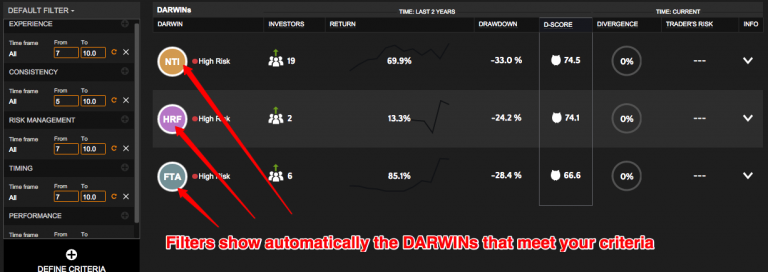 DEFAULT FILTER
EXPERIENCE
Time frame From To
All 7 10.0
CONSISTENCY
Time frame From To
All 5 10.0
RISK MANAGEMENT
Time frame From To
All 7 10.0
TIMING
Time frame From To
All 7 10.0
PERFORMANCE
Time frame From To
DEFINE CRITERIA
DARWINs TIME: LAST 2 YEARS TIME: CURRENT
DARWIN INVESTORS RETURN DRAWDOWN D-SCORE DIVERGENCE TRADER'S RISK INFO
NTI High Risk 19 69.9% -33.0 % 74.5 0% ---
HRF High Risk 2 13.3% -24.2 % 74.1 0% ---
FTA High Risk 6 85.1% -28.4 % 66.6 0% ---
Filters show automatically the DARWINs that meet your criteria